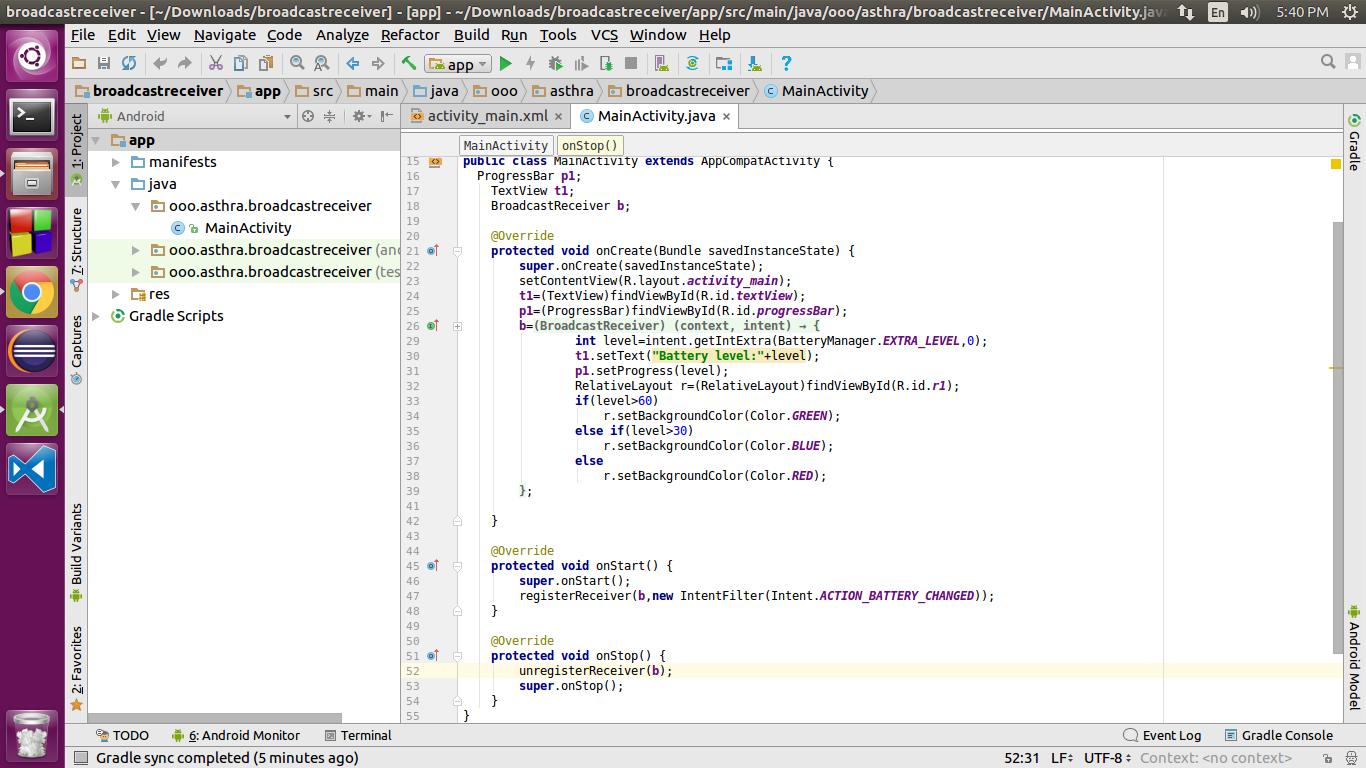 broadcastreceiver - [~/Downloads/broadcastreceiver] - [app] - ~/Downloads/broadcastreceiver/app/src/main/java/ooo/asthra/broadcastreceiver/MainActivity.java
En 5:40 PM
File Edit View Navigate Code Analyze Refactor Build Run Tools VCS Window Help
app
broadcastreceiver app src main java ooo asthra broadcastreceiver MainActivity
Android
activity_main.xml
MainActivity.java
1: Project
7: Structure
Captures
Build Variants
2: Favorites
app
manifests
java
ooo.asthra.broadcastreceiver
MainActivity
ooo.asthra.broadcastreceiver (and
ooo.asthra.broadcastreceiver (tes
res
Gradle Scripts
MainActivity onStop()
15 public class MainActivity extends AppCompatActivity {
16 ProgressBar p1;
17 TextView t1;
18 BroadcastReceiver b;
19
20 @Override
21 protected void onCreate(Bundle savedInstanceState) {
22 super.onCreate(savedInstanceState);
23 setContentView(R.layout.activity_main);
24 t1=(TextView)findViewById(R.id.textView);
25 p1=(ProgressBar)findViewById(R.id.progressBar);
26 b=(BroadcastReceiver) (context, intent) → {
29 int level=intent.getIntExtra(BatteryManager.EXTRA_LEVEL,0);
30 t1.setText("Battery level:"+level);
31 p1.setProgress(level);
32 RelativeLayout r=(RelativeLayout)findViewById(R.id.r1);
33 if(level>60)
34 r.setBackgroundColor(Color.GREEN);
35 else if(level>30)
36 r.setBackgroundColor(Color.BLUE);
37 else
38 r.setBackgroundColor(Color.RED);
39 };
41
42 }
43
44 @Override
45 protected void onStart() {
46 super.onStart();
47 registerReceiver(b,new IntentFilter(Intent.ACTION_BATTERY_CHANGED));
48 }
49
50 @Override
51 protected void onStop() {
52 unregisterReceiver(b);
53 super.onStop();
54 }
55 }
Gradle
Android Model
TODO 6: Android Monitor Terminal Event Log Gradle Console
Gradle sync completed (5 minutes ago) 52:31 LF UTF-8 Context: <no context>